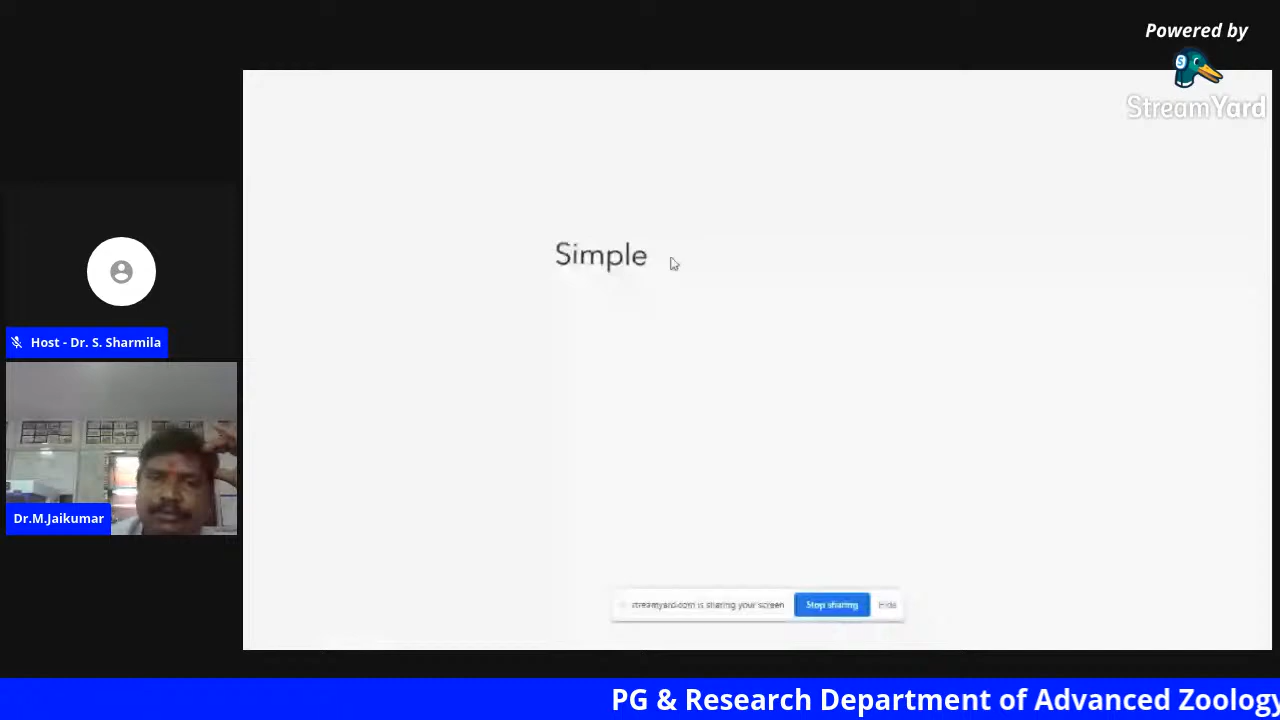 Powered by
S
StreamYard
Simple
Host - Dr. S. Sharmila
Dr.M.Jaikumar
streamyard.com is sharing your screen
Stop sharing
Hide
PG & Research Department of Advanced Zoology